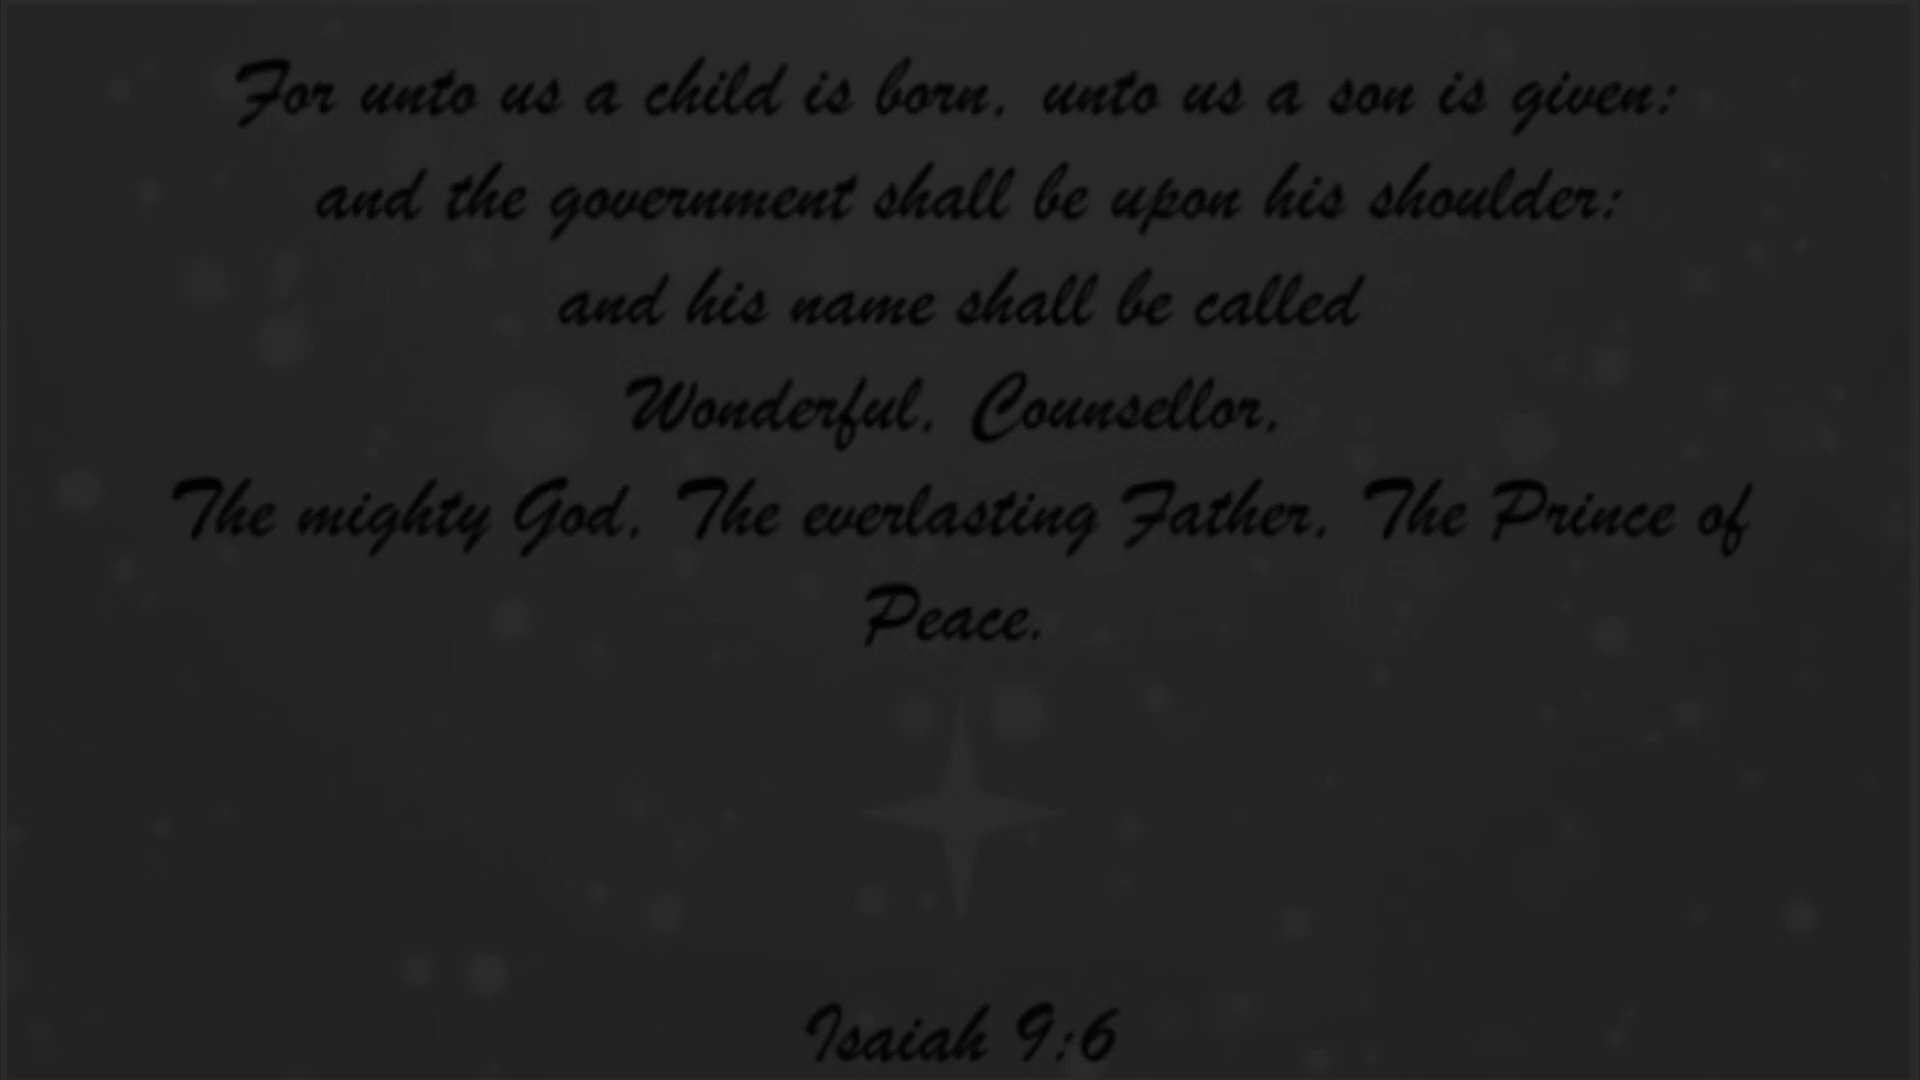 For unto us a child is born, unto us a son is given:
and the government shall be upon his shoulder:
and his name shall be called
Wonderful, Counsellor,
The mighty God, The everlasting Father, The Prince of
Peace.
Isaiah 9:6